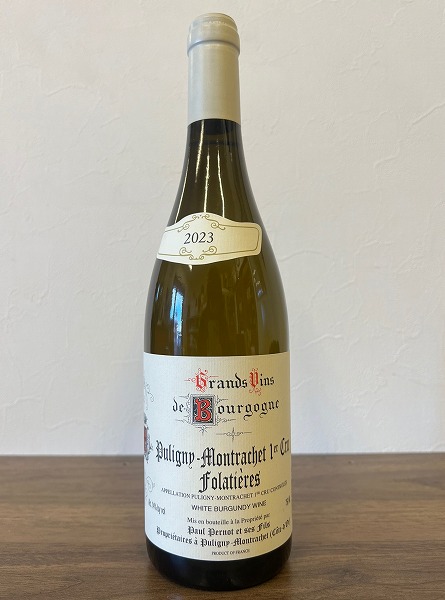 2023
Grands Vins
de Bourgogne
Puligny-Montrachet 1er Cru
Folatières
APPELLATION PULIGNY-MONTRACHET 1ER CRU CONTRÔLÉE
WHITE BURGUNDY WINE
Mis en bouteille à la Propriété par
Paul Pernot et ses Fils
Propriétaires à Puligny-Montrachet (Côte-d'Or)
PRODUCT OF FRANCE